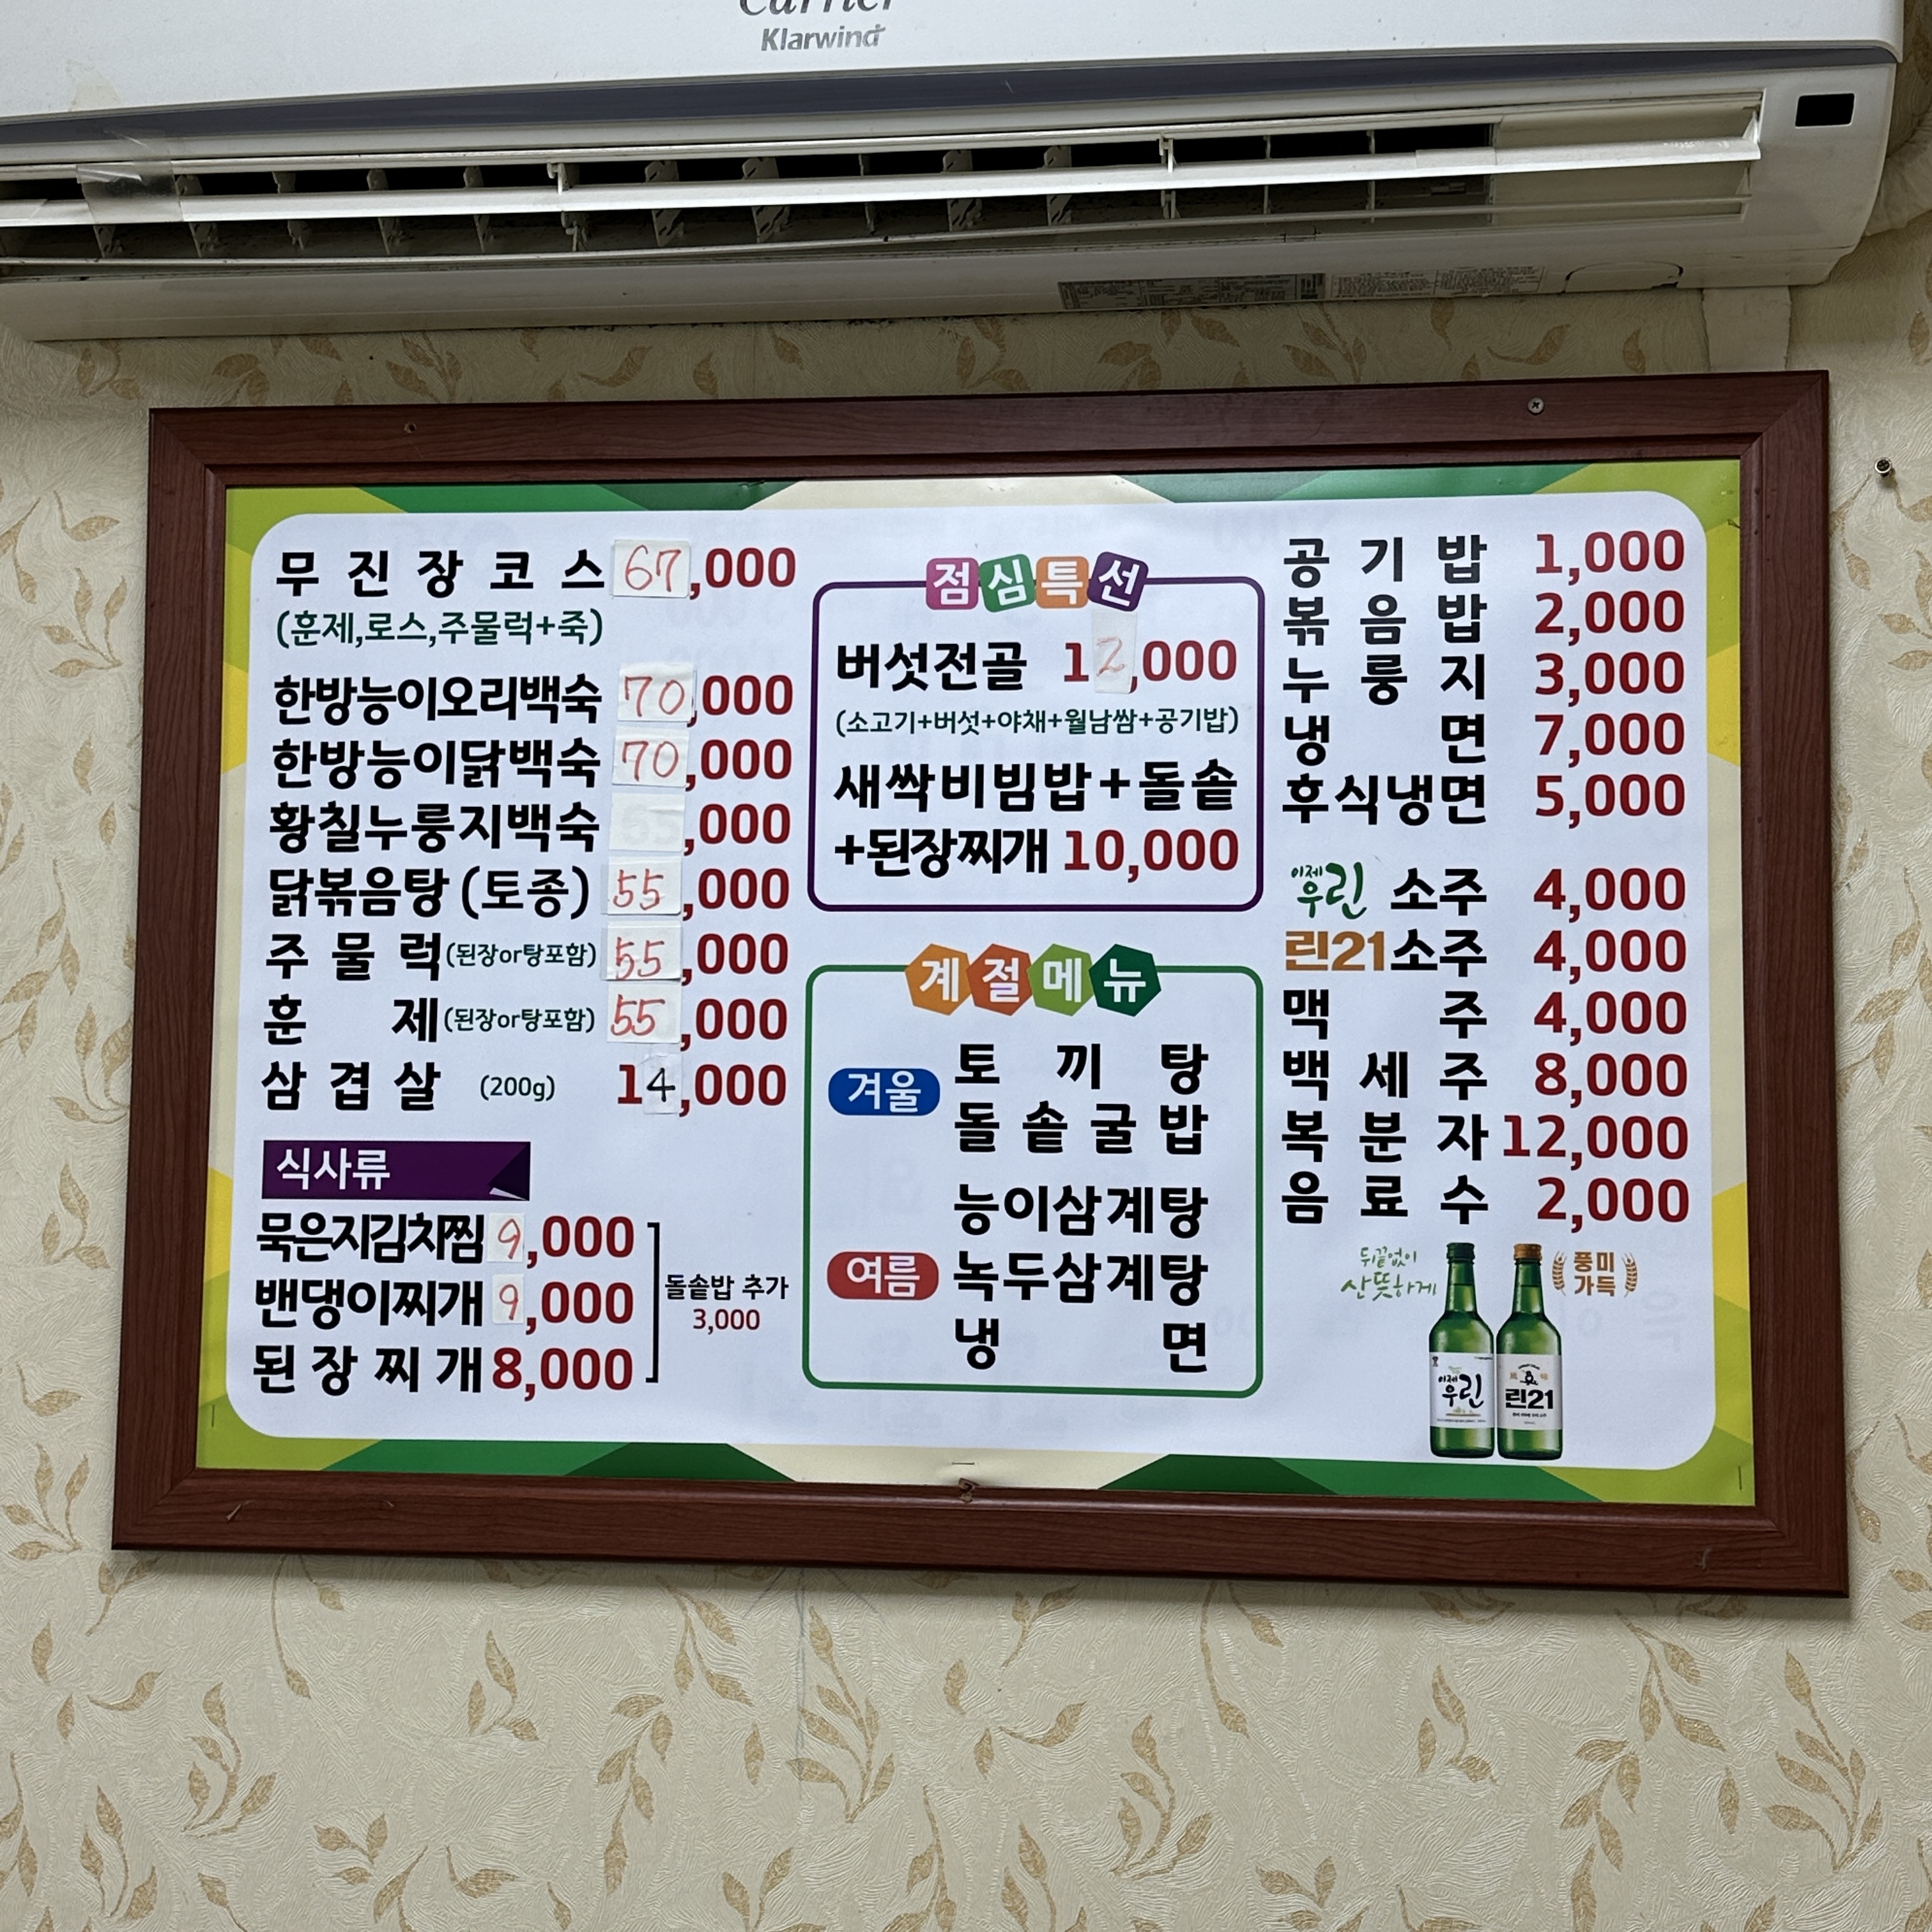 Carrier
Klarwind
무진장코스 67,000
(훈제,로스,주물럭+죽)
한방능이오리백숙 70,000
한방능이닭백숙 70,000
황칠누룽지백숙 ,000
닭볶음탕(토종) 55,000
주물럭(된장or탕포함) 55,000
훈제(된장or탕포함) 55,000
삼겹살 (200g) 14,000
식사류
묵은지김치찜 9,000
밴댕이찌개 9,000
된장찌개 8,000
돌솥밥 추가
3,000
점심특선
버섯전골 12,000
(소고기+버섯+야채+월남쌈+공기밥)
새싹비빔밥+돌솥
+된장찌개 10,000
계절메뉴
겨울
토끼탕
돌솥굴밥
여름
능이삼계탕
녹두삼계탕
냉면
공기밥 1,000
볶음밥 2,000
누룽지 3,000
냉면 7,000
후식냉면 5,000
이제우린 소주 4,000
린21소주 4,000
맥주 4,000
백세주 8,000
복분자 12,000
음료수 2,000
뒤끝없이
산뜻하게
풍미
가득
이제
우린
린21